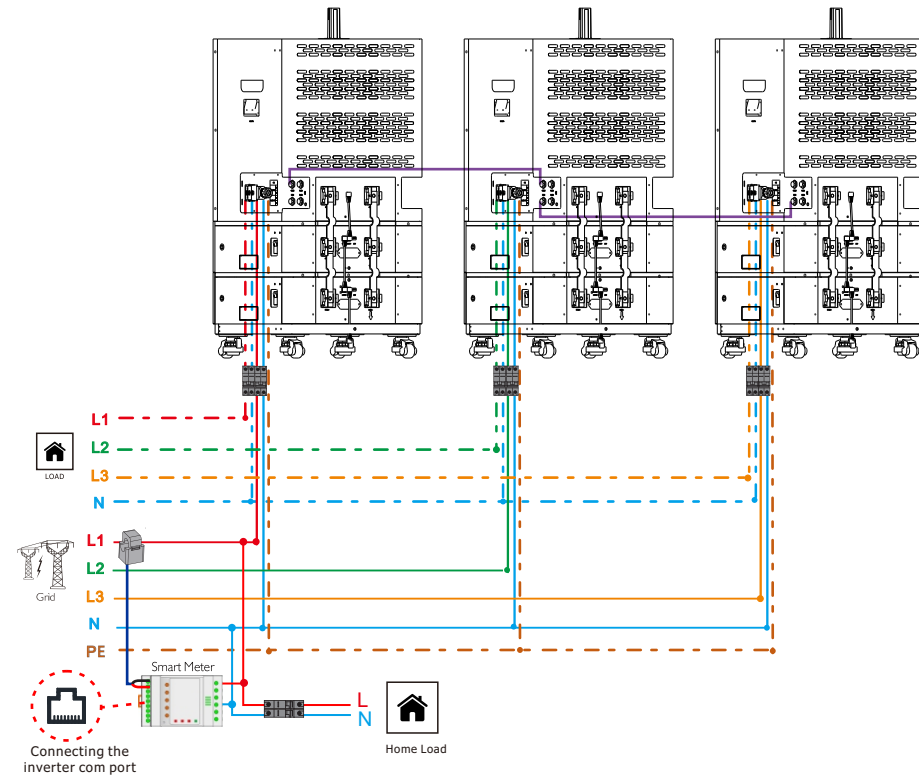 L1
L2
LOAD
L3
N
L1
L2
Grid
L3
N
PE
Smart Meter
L
N
Home Load
Connecting the
inverter com port